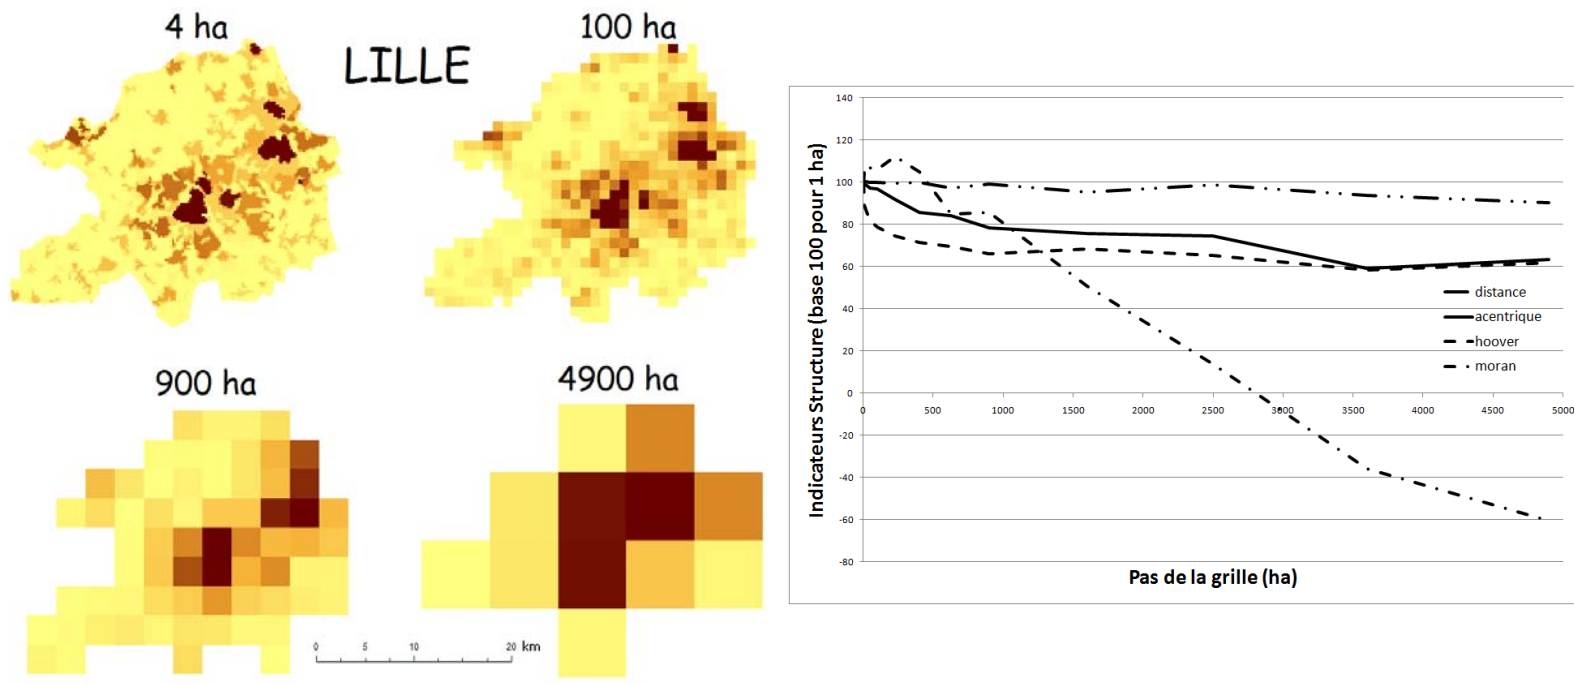 4 ha
LILLE
100 ha
900 ha
4900 ha
0 5 10 20 km
Indicateurs Structure (base 100 pour 1 ha)
140
120
100
80
60
40
20
0
-20
-40
-60
-80
0 500 1000 1500 2000 2500 3000 3500 4000 4500 5000
distance
acentrique
hoover
moran
Pas de la grille (ha)